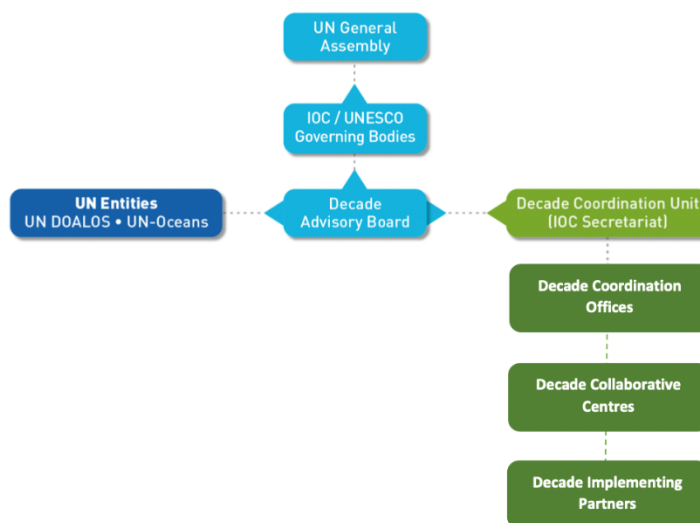 UN General
Assembly
IOC / UNESCO
Governing Bodies
UN Entities
UN DOALOS • UN-Oceans
Decade
Advisory Board
Decade Coordination Unit
(IOC Secretariat)
Decade Coordination
Offices
Decade Collaborative
Centres
Decade Implementing
Partners